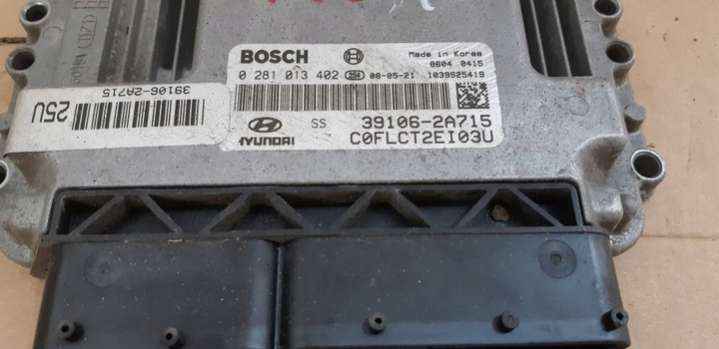 BOSCH
Made in Korea
8604 0415
0 281 013 402 08-05-21 1039S25419
39106-2A715
25U
HYUNDAI SS 39106-2A715
C0FLCT2EI03U